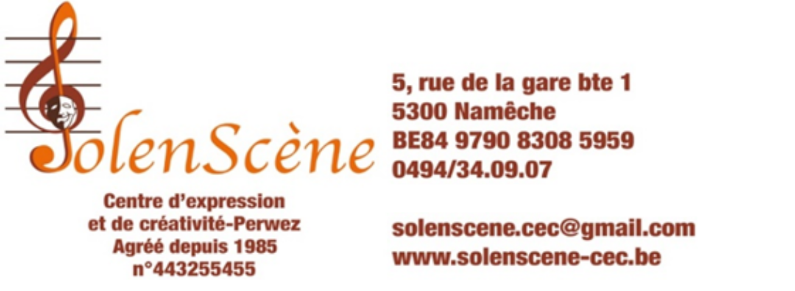 SolenScène
Centre d'expression
et de créativité-Perwez
Agréé depuis 1985
n°443255455
5, rue de la gare bte 1
5300 Namêche
BE84 9790 8308 5959
0494/34.09.07
solenscene.cec@gmail.com
www.solenscene-cec.be